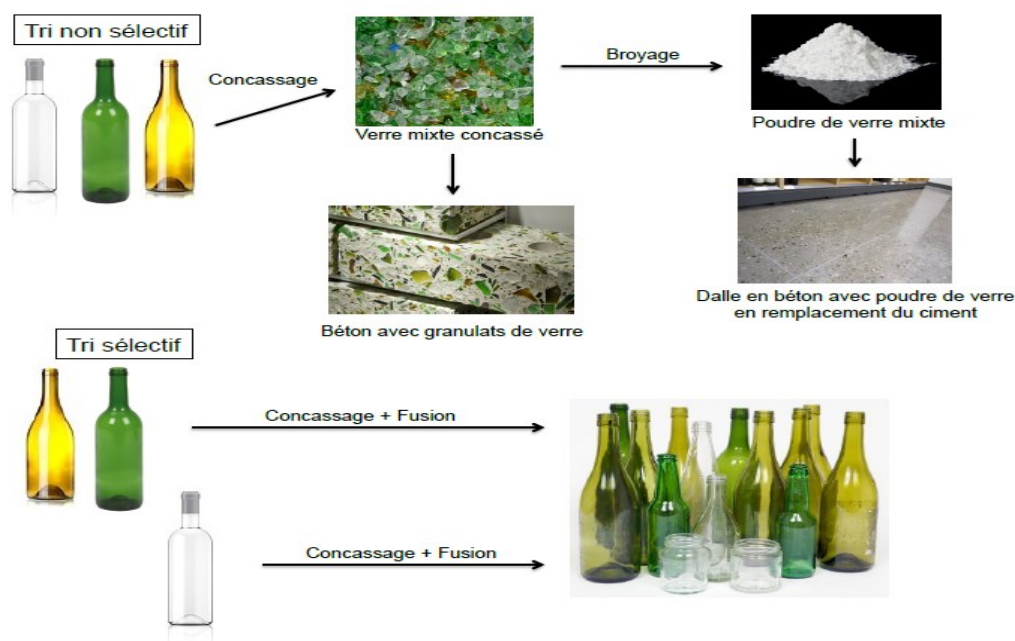 Tri non sélectif
Concassage
Broyage
Verre mixte concassé
Poudre de verre mixte
Béton avec granulats de verre
Dalle en béton avec poudre de verre
en remplacement du ciment
Tri sélectif
Concassage + Fusion
Concassage + Fusion